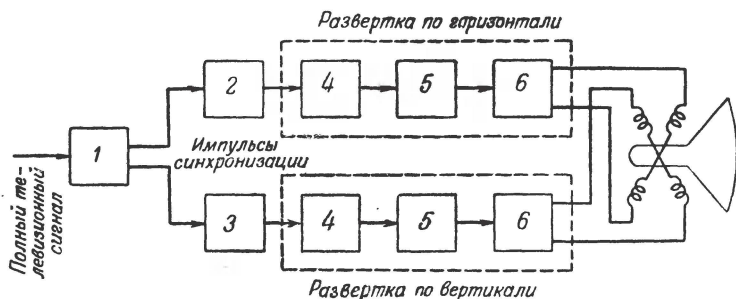 Развертка по горизонтали
2
4
5
6
1
Импульсы
синхронизации
Полный те-
левизионный
сигнал
3
4
5
6
Развертка по вертикали